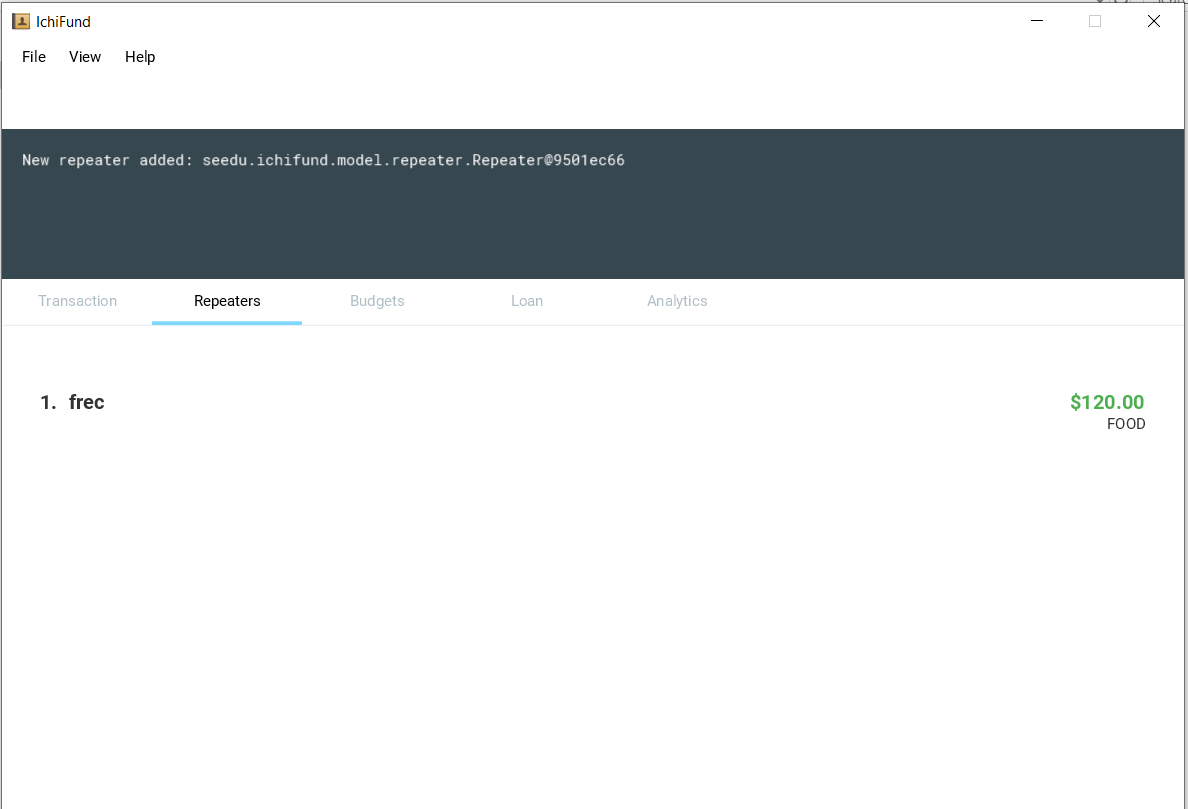 IchiFund
File View Help
New repeater added: seedu.ichifund.model.repeater.Repeater@9501ec66
Transaction Repeaters Budgets Loan Analytics
1. frec $120.00
FOOD